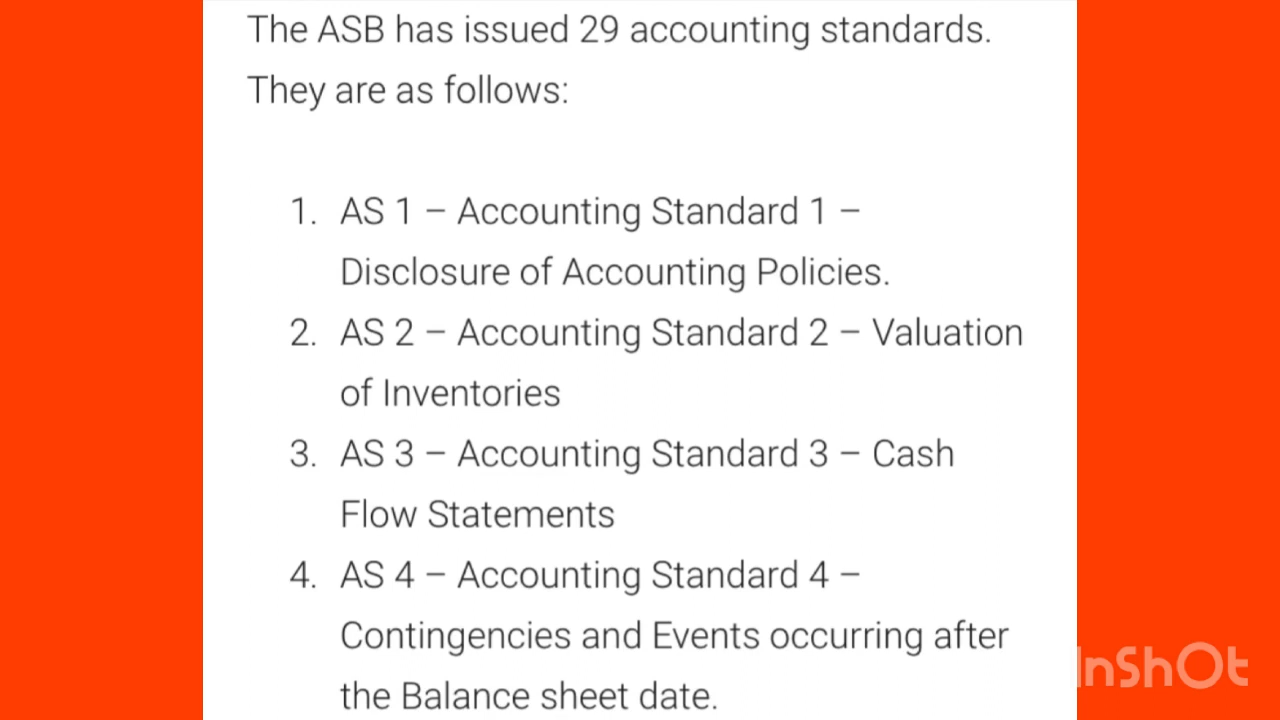 The ASB has issued 29 accounting standards.
They are as follows:
1. AS 1 – Accounting Standard 1 –
Disclosure of Accounting Policies.
2. AS 2 – Accounting Standard 2 – Valuation
of Inventories
3. AS 3 – Accounting Standard 3 – Cash
Flow Statements
4. AS 4 – Accounting Standard 4 –
Contingencies and Events occurring after
the Balance sheet date.
InShOt